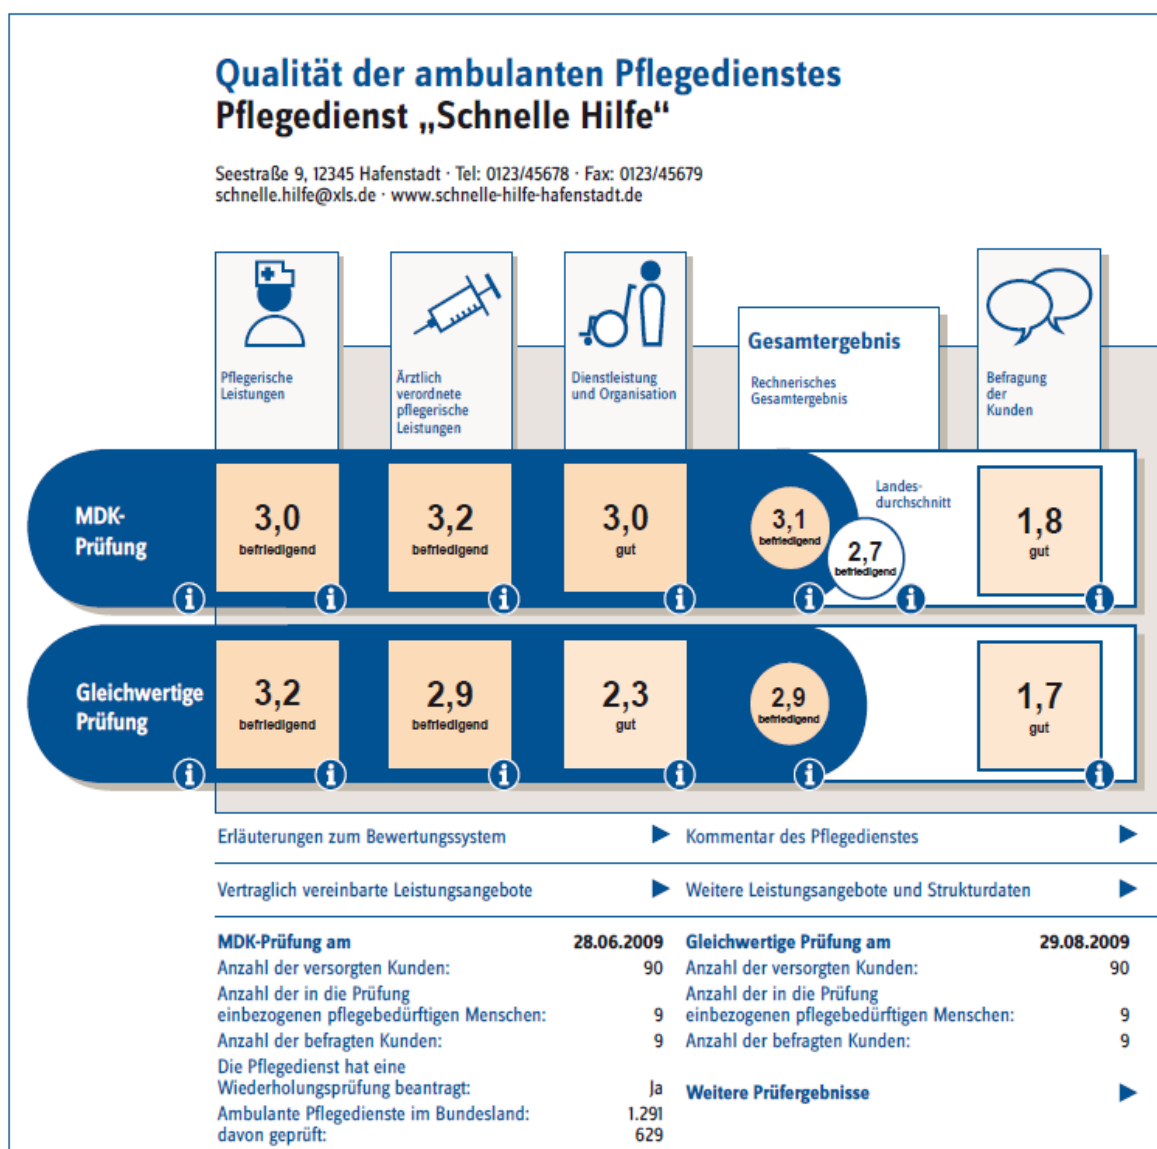 Qualität der ambulanten Pflegedienstes
Pflegedienst „Schnelle Hilfe“
Seestraße 9, 12345 Hafenstadt · Tel: 0123/45678 · Fax: 0123/45679
schnelle.hilfe@xls.de · www.schnelle-hilfe-hafenstadt.de
Pflegerische
Leistungen
Ärztlich
verordnete
pflegerische
Leistungen
Dienstleistung
und Organisation
Gesamtergebnis
Rechnerisches
Gesamtergebnis
Befragung
der
Kunden
MDK-
Prüfung
3,0
befriedigend
3,2
befriedigend
3,0
gut
3,1
befriedigend
Landes-
durchschnitt
2,7
befriedigend
1,8
gut
Gleichwertige
Prüfung
3,2
befriedigend
2,9
befriedigend
2,3
gut
2,9
befriedigend
1,7
gut
Erläuterungen zum Bewertungssystem
Kommentar des Pflegedienstes
Vertraglich vereinbarte Leistungsangebote
Weitere Leistungsangebote und Strukturdaten
MDK-Prüfung am 28.06.2009
Anzahl der versorgten Kunden: 90
Anzahl der in die Prüfung
einbezogenen pflegebedürftigen Menschen: 9
Anzahl der befragten Kunden: 9
Die Pflegedienst hat eine
Wiederholungsprüfung beantragt: Ja
Ambulante Pflegedienste im Bundesland: 1.291
davon geprüft: 629
Gleichwertige Prüfung am 29.08.2009
Anzahl der versorgten Kunden: 90
Anzahl der in die Prüfung
einbezogenen pflegebedürftigen Menschen: 9
Anzahl der befragten Kunden: 9
Weitere Prüfergebnisse